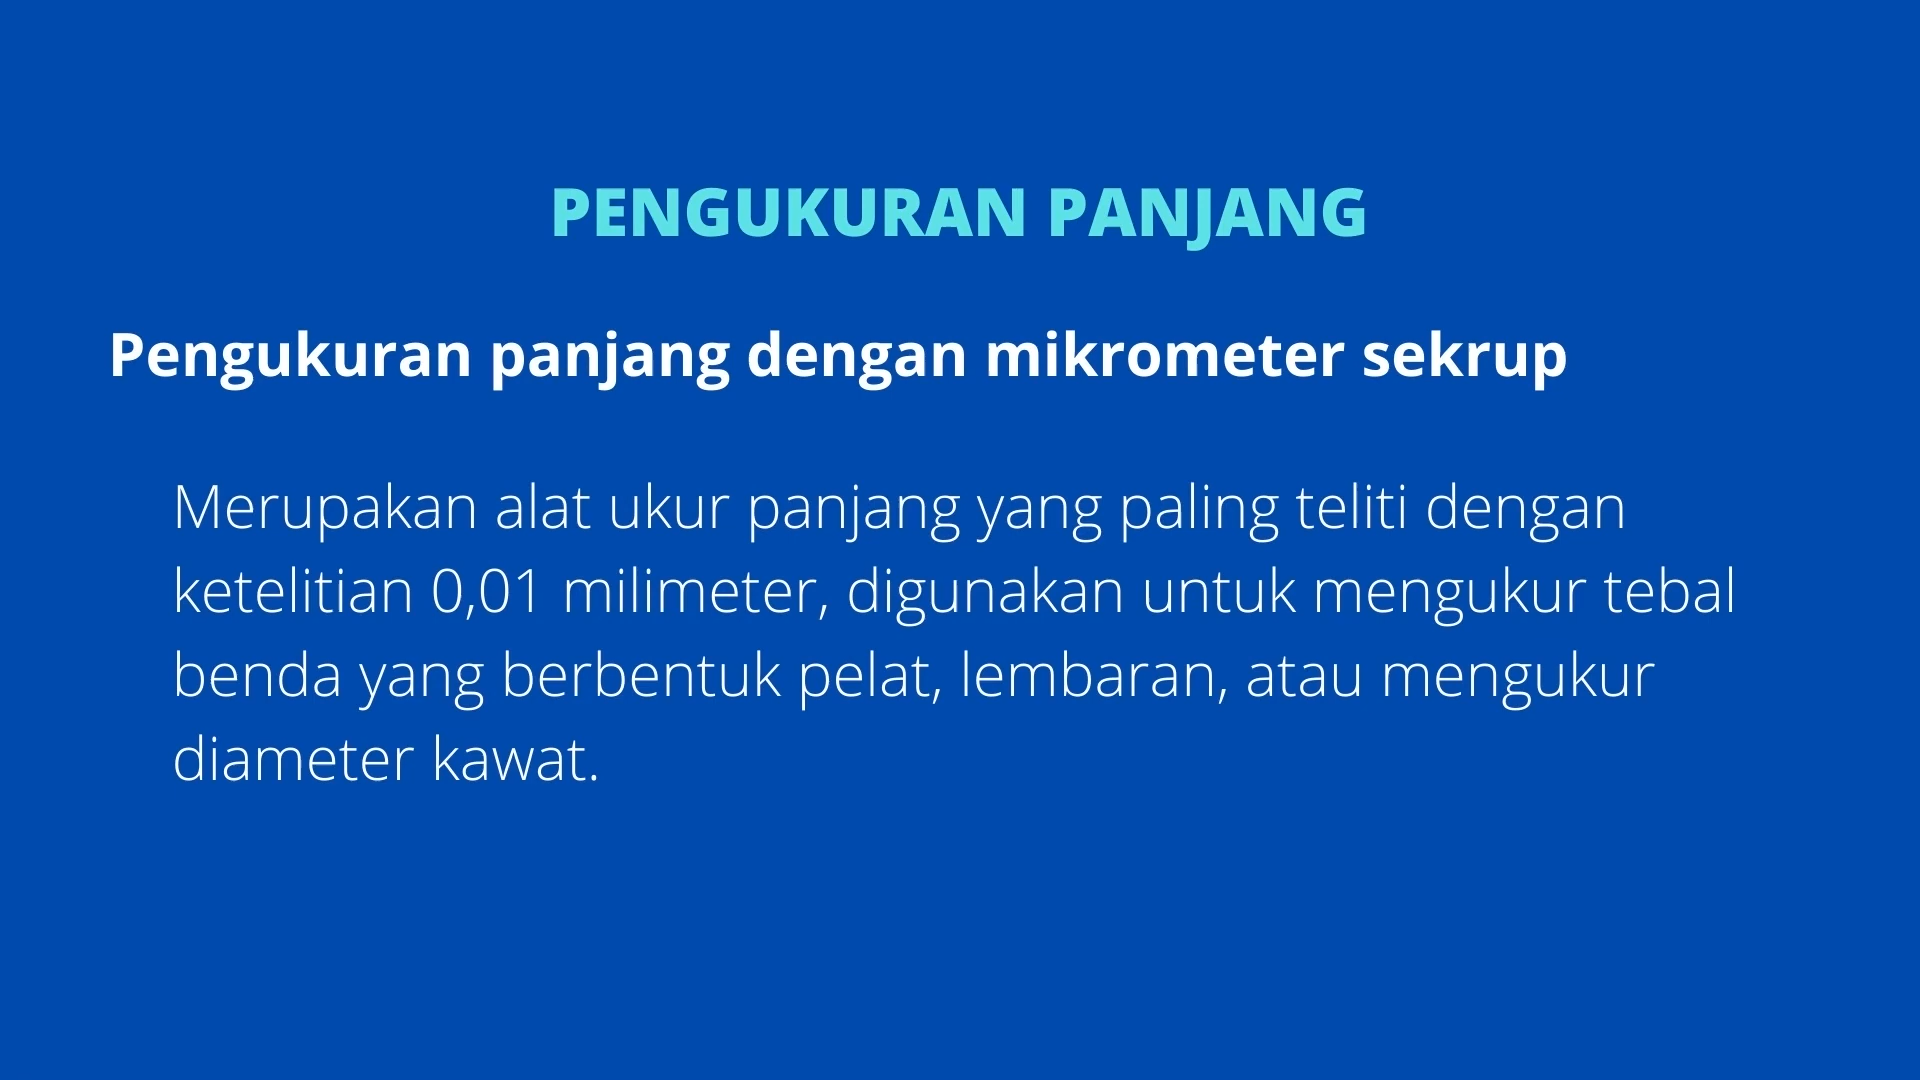 PENGUKURAN PANJANG
Pengukuran panjang dengan mikrometer sekrup
Merupakan alat ukur panjang yang paling teliti dengan
ketelitian 0,01 milimeter, digunakan untuk mengukur tebal
benda yang berbentuk pelat, lembaran, atau mengukur
diameter kawat.